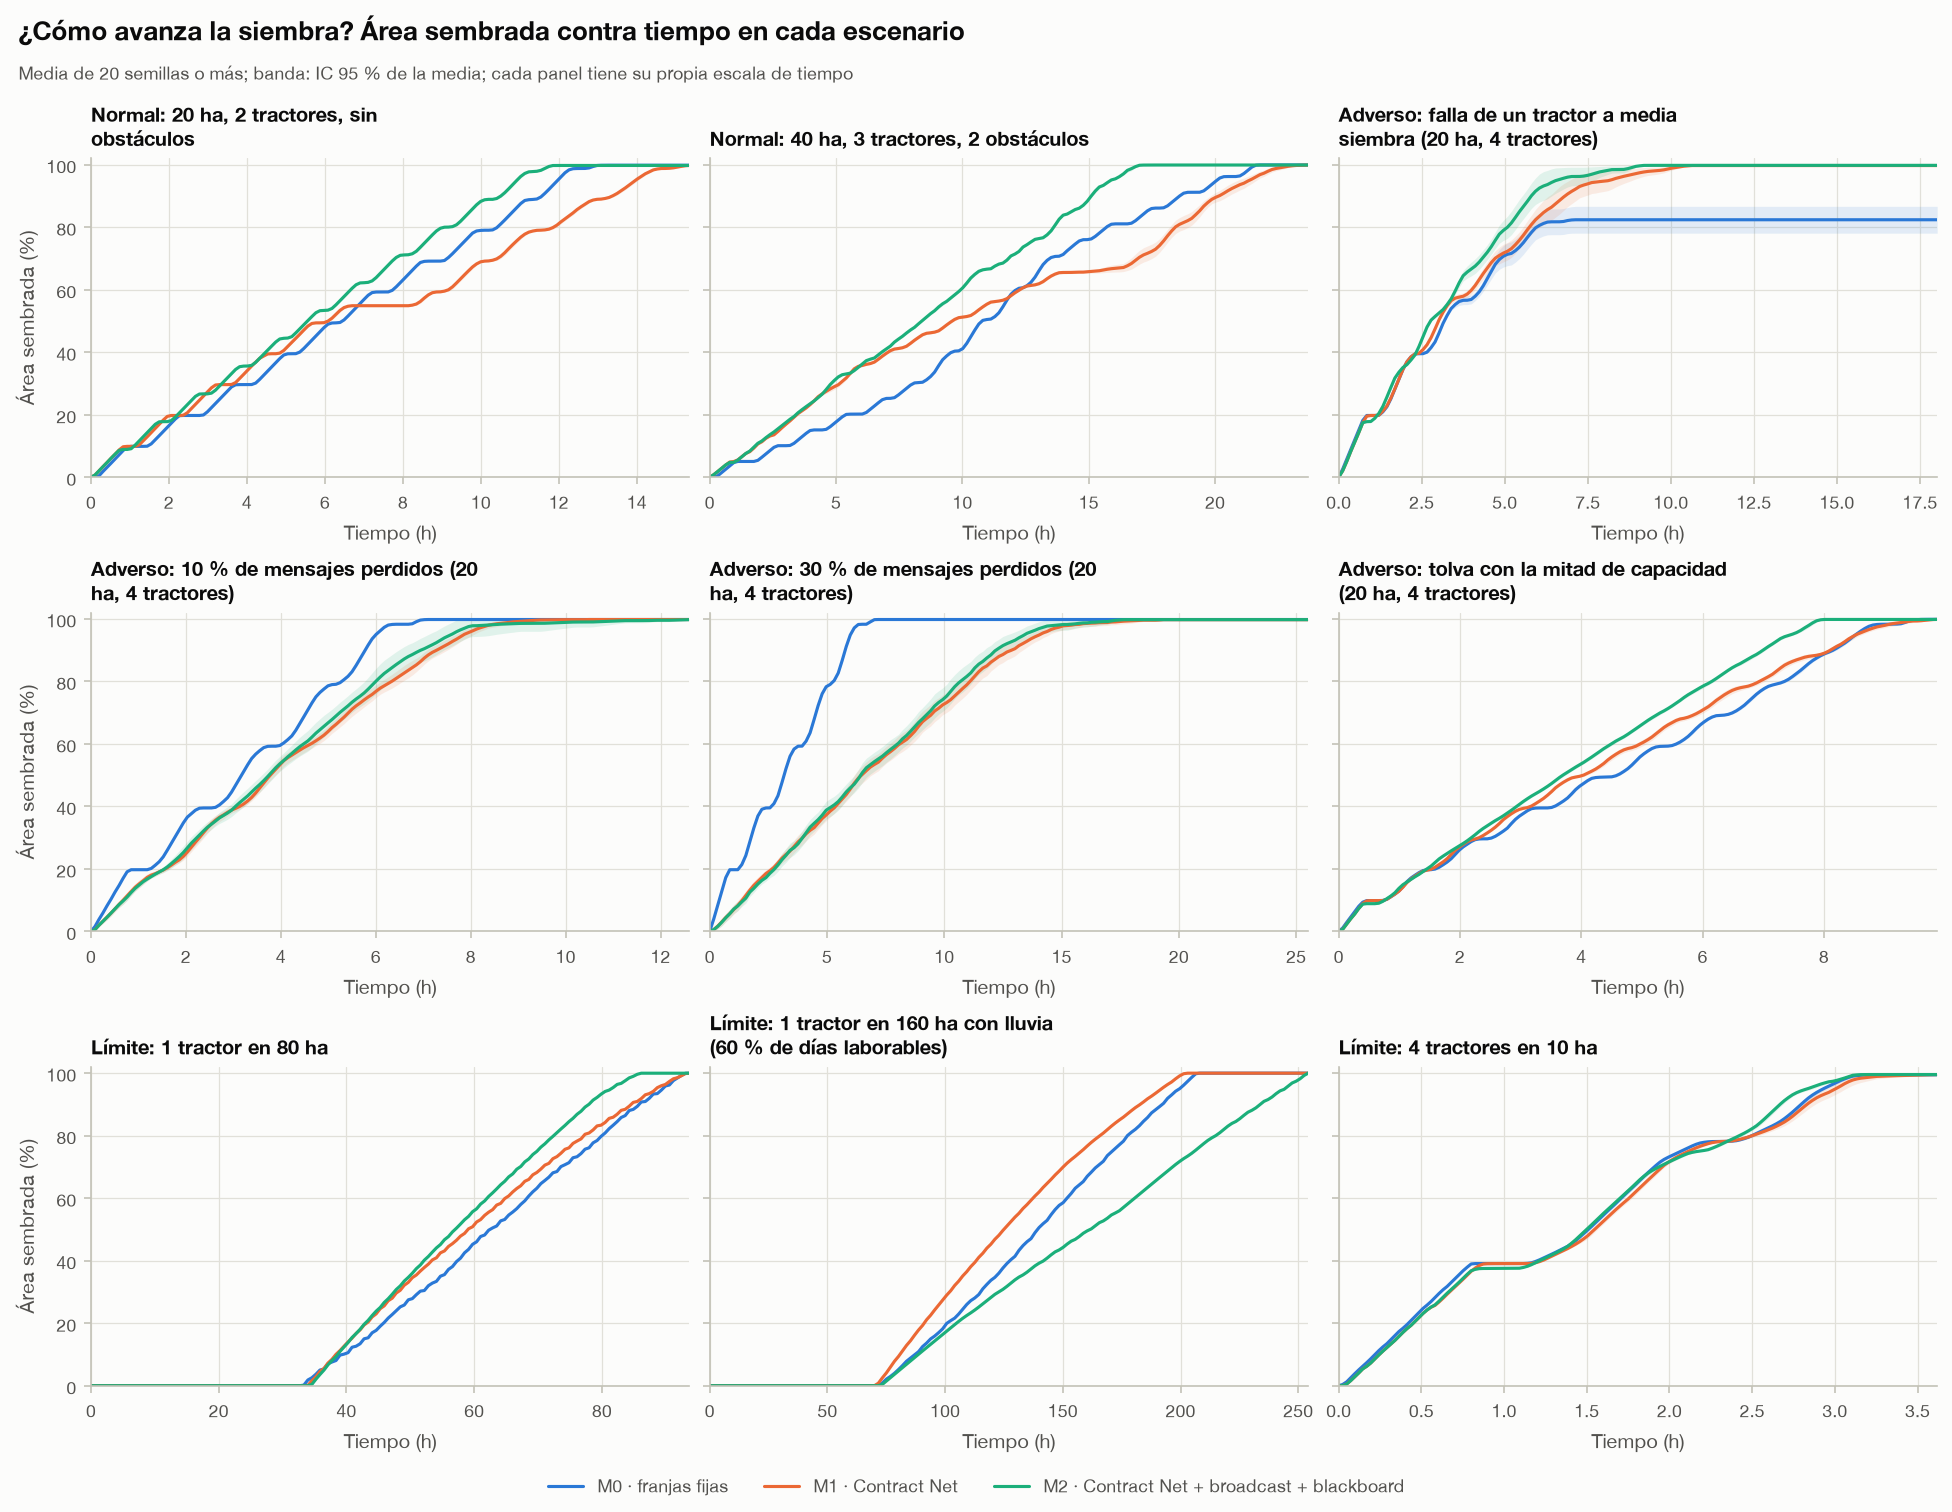 ¿Cómo avanza la siembra? Área sembrada contra tiempo en cada escenario
Media de 20 semillas o más; banda: IC 95 % de la media; cada panel tiene su propia escala de tiempo
Normal: 20 ha, 2 tractores, sin
obstáculos
Área sembrada (%)
100
80
60
40
20
0
0 2 4 6 8 10 12 14
Tiempo (h)
Normal: 40 ha, 3 tractores, 2 obstáculos
0 5 10 15 20
Tiempo (h)
Adverso: falla de un tractor a media
siembra (20 ha, 4 tractores)
0.0 2.5 5.0 7.5 10.0 12.5 15.0 17.5
Tiempo (h)
Adverso: 10 % de mensajes perdidos (20
ha, 4 tractores)
Área sembrada (%)
100
80
60
40
20
0
0 2 4 6 8 10 12
Tiempo (h)
Adverso: 30 % de mensajes perdidos (20
ha, 4 tractores)
0 5 10 15 20 25
Tiempo (h)
Adverso: tolva con la mitad de capacidad
(20 ha, 4 tractores)
0 2 4 6 8
Tiempo (h)
Límite: 1 tractor en 80 ha
Área sembrada (%)
100
80
60
40
20
0
0 20 40 60 80
Tiempo (h)
Límite: 1 tractor en 160 ha con lluvia
(60 % de días laborables)
0 50 100 150 200 250
Tiempo (h)
Límite: 4 tractores en 10 ha
0.0 0.5 1.0 1.5 2.0 2.5 3.0 3.5
Tiempo (h)
M0 · franjas fijas M1 · Contract Net M2 · Contract Net + broadcast + blackboard